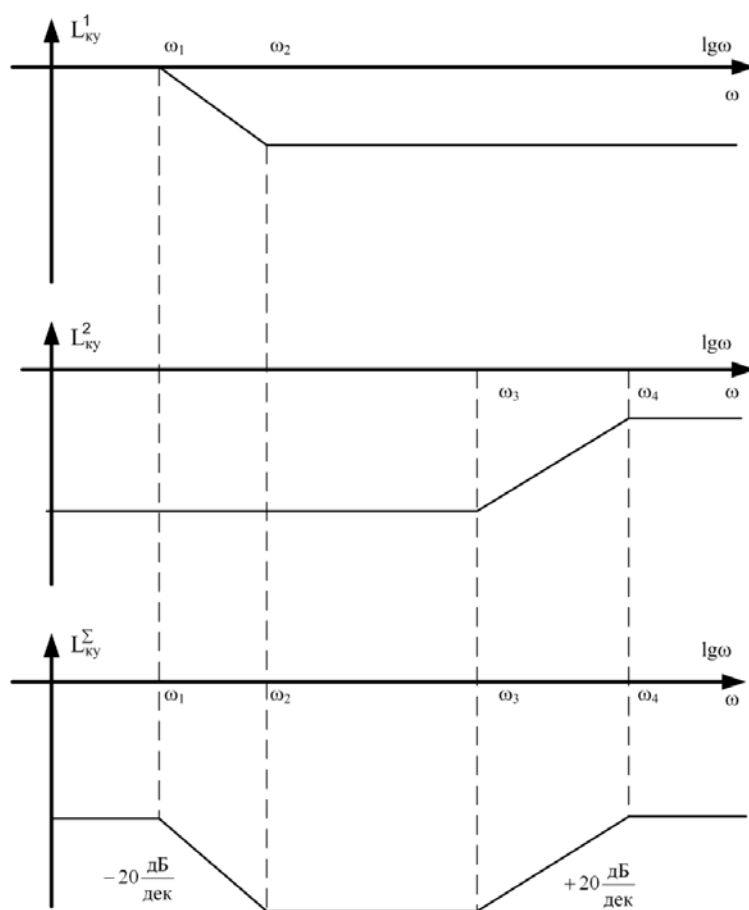 L¹ку ω₁ ω₂ lgω
ω
L²ку lgω
ω₃ ω₄ ω
L^Σку lgω
ω₁ ω₂ ω₃ ω₄ ω
−20 дБ/дек +20 дБ/дек